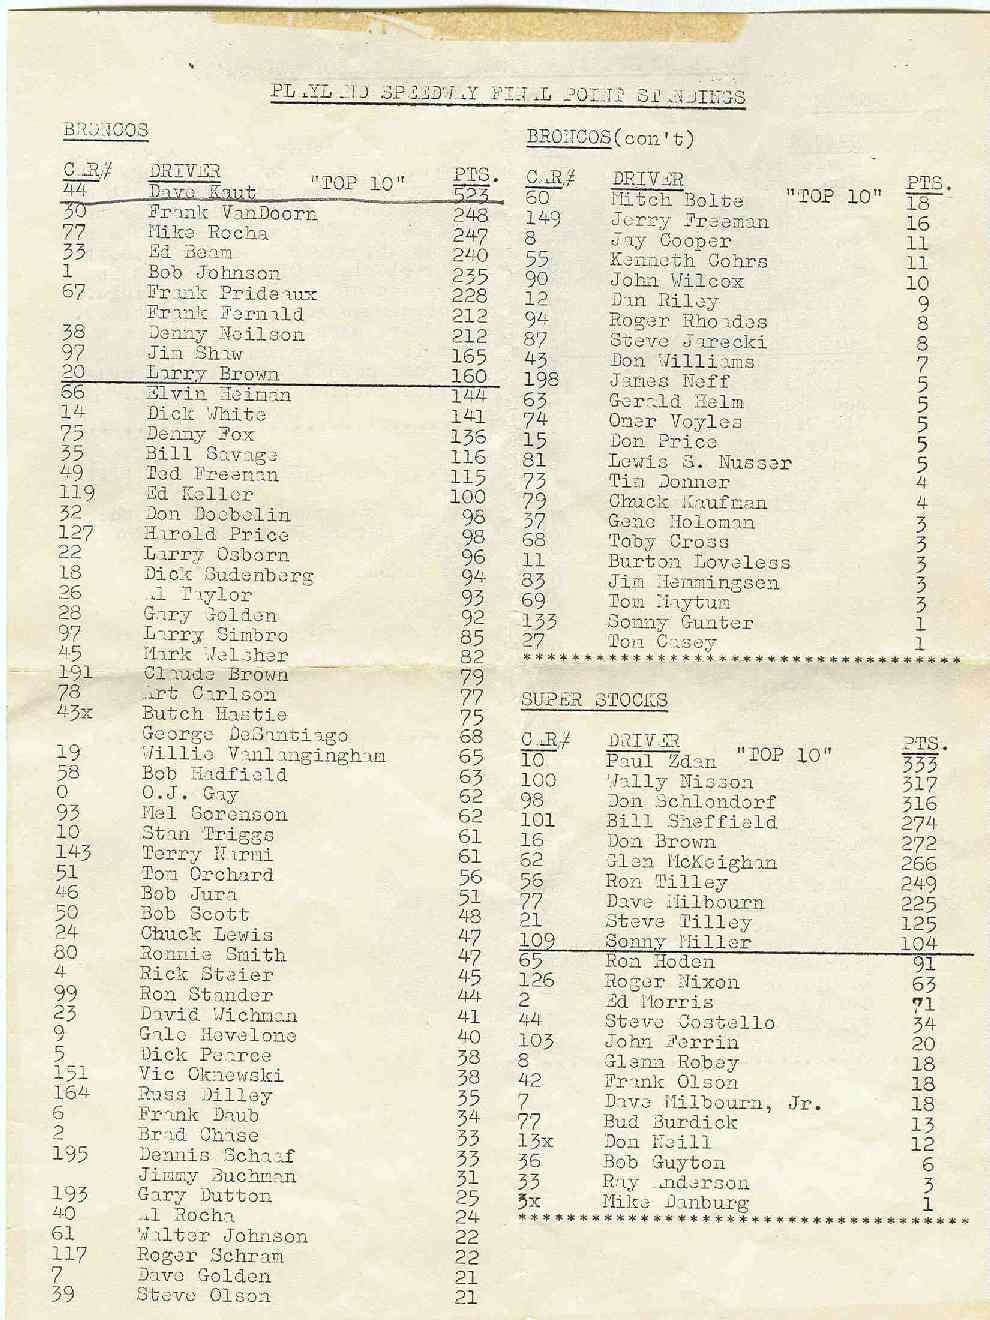 PLAYLAND SPEEDWAY FINAL POINT STANDINGS
BRONCOS
CAR# DRIVER "TOP 10" PTS.
44 Dave Kaut 523
30 Frank VanDoorn 248
77 Mike Rocha 247
33 Ed Beam 240
1 Bob Johnson 235
67 Frank Prideaux 228
Frank Fernald 212
38 Denny Neilson 212
97 Jim Shaw 165
20 Larry Brown 160
66 Elvin Heiman 144
14 Dick White 141
75 Denny Fox 136
35 Bill Savage 116
49 Ted Freeman 115
119 Ed Keller 100
32 Don Doebelin 98
127 Harold Price 98
22 Larry Osborn 96
18 Dick Sudenberg 94
26 Al Taylor 93
28 Gary Golden 92
97 Larry Simbro 85
45 Mark Welsher 82
191 Claude Brown 79
78 Art Carlson 77
43x Butch Hastie 75
George DeSantiago 68
19 Willie Vanlangingham 65
58 Bob Hadfield 63
0 O.J. Gay 62
93 Mel Sorenson 62
10 Stan Triggs 61
143 Terry Narmi 61
51 Tom Orchard 56
46 Bob Jura 51
50 Bob Scott 48
24 Chuck Lewis 47
80 Ronnie Smith 47
4 Rick Steier 45
99 Ron Stander 44
23 David Wichman 41
9 Gale Hevelone 40
5 Dick Pearce 38
151 Vic Oknewski 38
164 Russ Dilley 35
6 Frank Daub 34
2 Brad Chase 33
195 Dennis Schaaf 33
Jimmy Buchman 31
193 Gary Dutton 25
40 Al Rocha 24
61 Walter Johnson 22
117 Roger Schram 22
7 Dave Golden 21
39 Steve Olson 21
BRONCOS(con't)
CAR# DRIVER "TOP 10" PTS.
60 Mitch Bolte 18
149 Jerry Freeman 16
8 Jay Cooper 11
55 Kenneth Gohrs 11
90 John Wilcox 10
12 Dan Riley 9
94 Roger Rhoades 8
87 Steve Jarecki 8
43 Don Williams 7
198 James Neff 5
63 Gerald Helm 5
74 Omer Voyles 5
15 Don Price 5
81 Lewis S. Nusser 5
73 Tim Donner 4
79 Chuck Kaufman 4
37 Gene Holoman 3
68 Toby Cross 3
11 Burton Loveless 3
83 Jim Hemmingsen 3
69 Tom Maytum 3
133 Sonny Gunter 1
27 Tom Casey 1
************************************
SUPER STOCKS
CAR# DRIVER "TOP 10" PTS.
10 Paul Zdan 333
100 Wally Nisson 317
98 Don Schlondorf 316
101 Bill Sheffield 274
16 Don Brown 272
62 Glen McKeighan 266
56 Ron Tilley 249
77 Dave Milbourn 225
21 Steve Tilley 125
109 Sonny Miller 104
65 Ron Hoden 91
126 Roger Nixon 63
2 Ed Morris 71
44 Steve Costello 34
103 John Ferrin 20
8 Glenn Robey 18
42 Frank Olson 18
7 Dave Milbourn, Jr. 18
77 Bud Burdick 13
13x Don Neill 12
36 Bob Guyton 6
33 Ray Anderson 3
3x Mike Danburg 1
*************************************